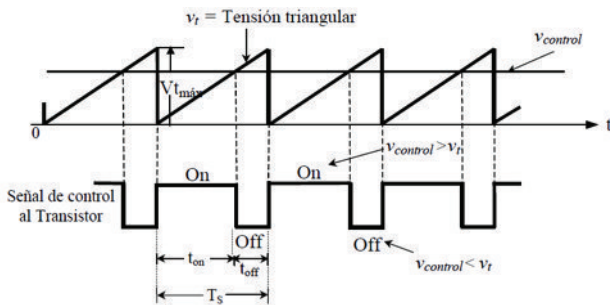 v_t = Tensión triangular
v_control
Vt_máx
0
t
v_control>v_t
On
On
Señal de control
al Transistor
Off
Off
t_on
t_off
v_control< v_t
T_S